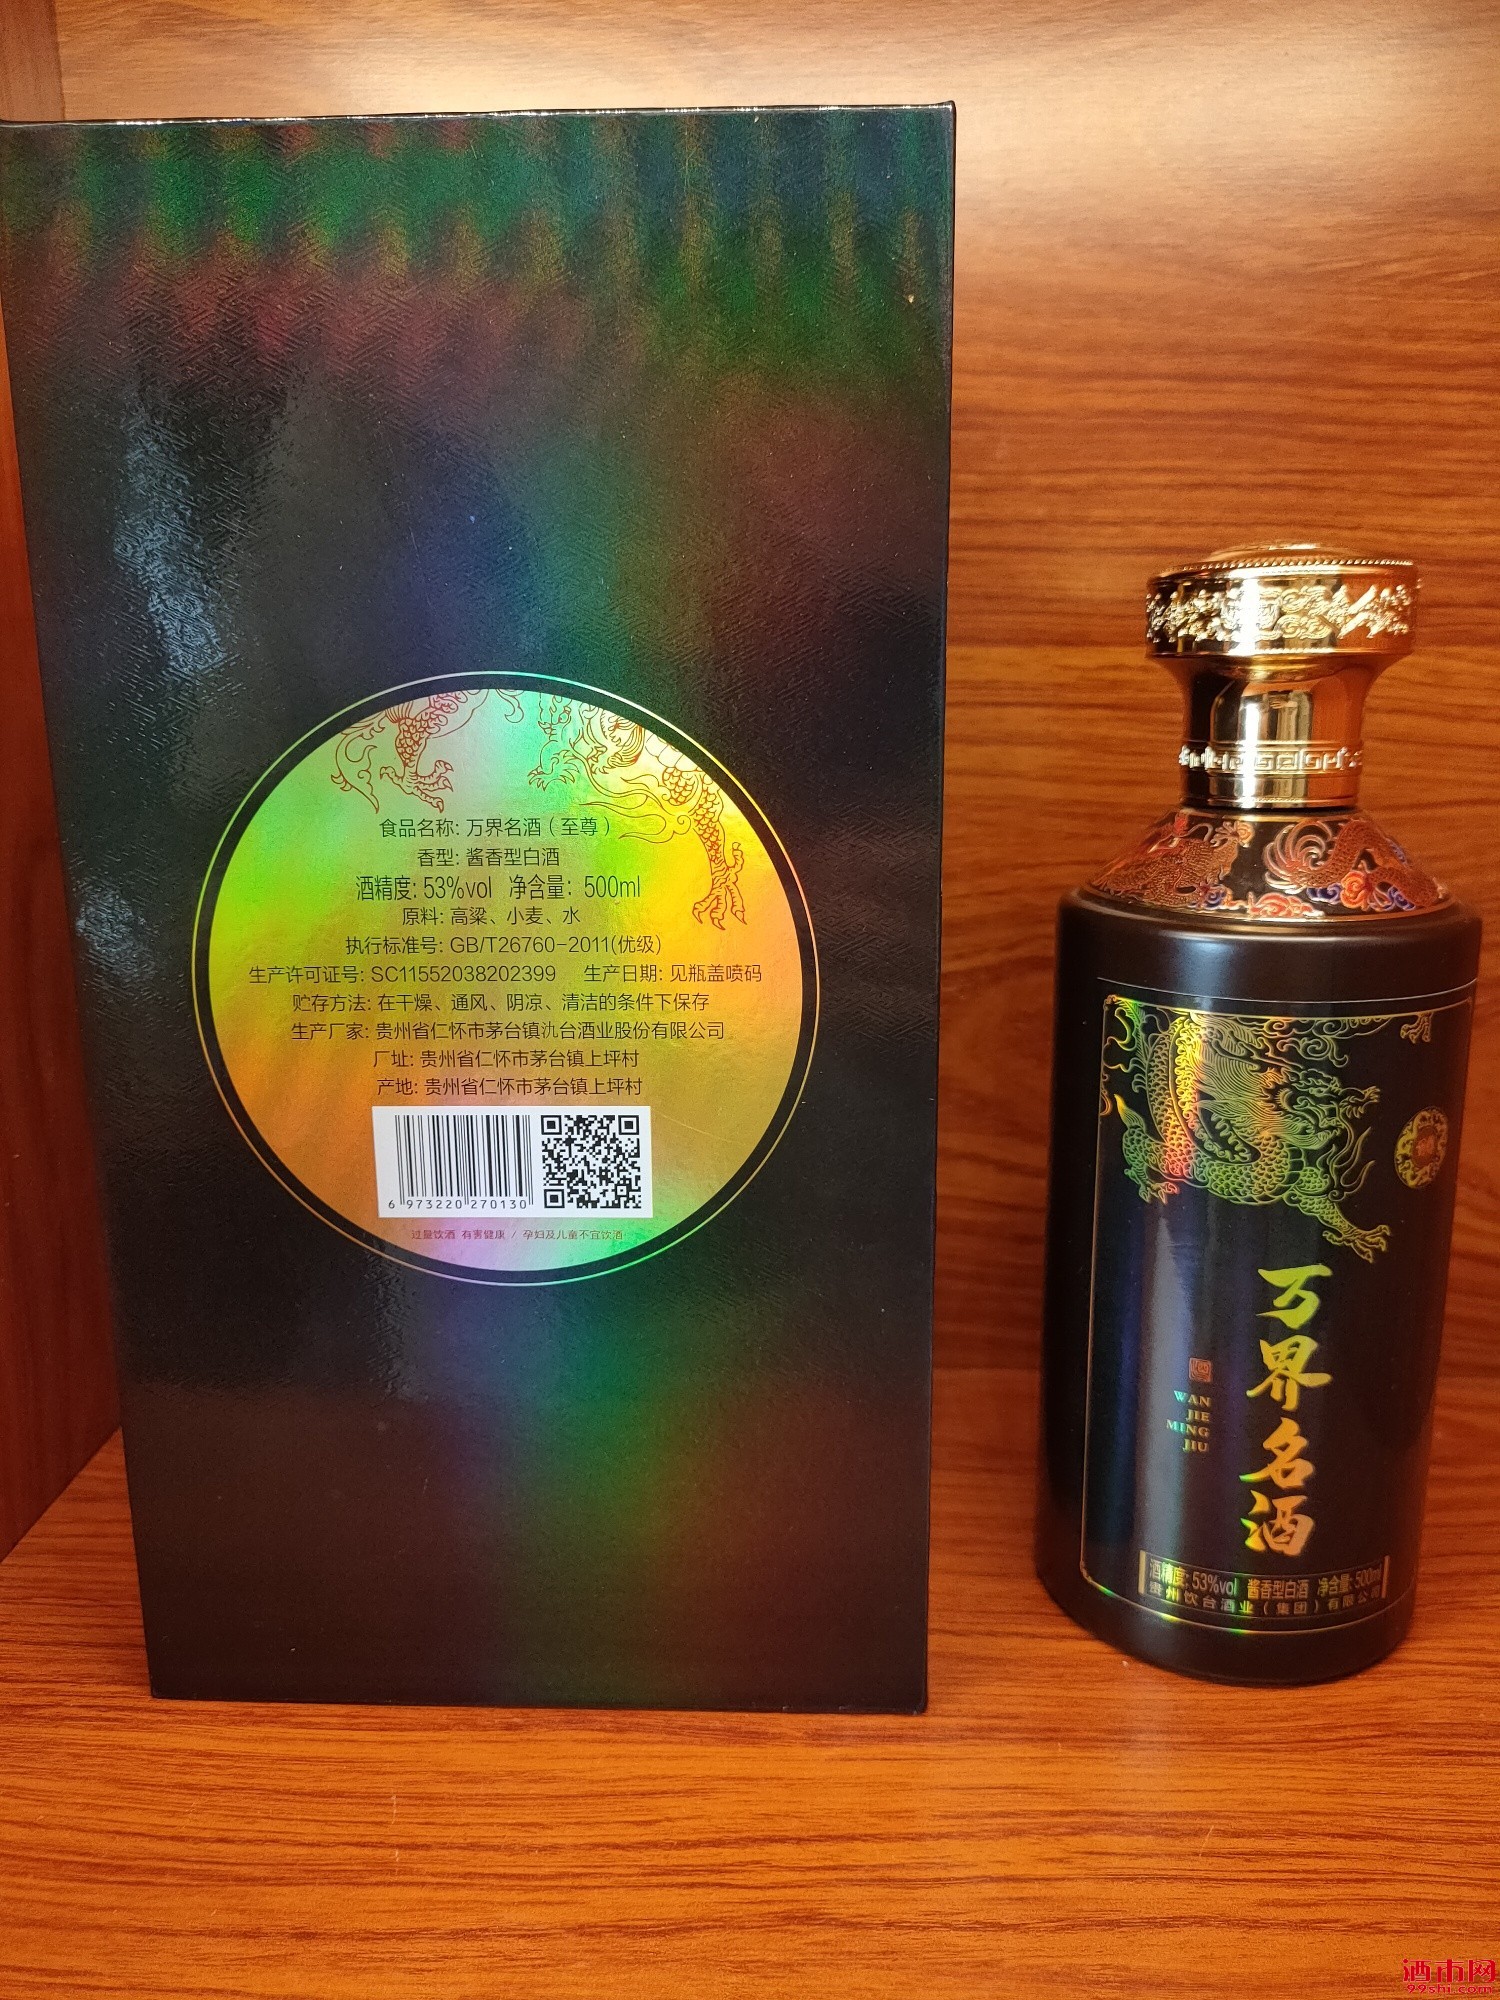 食品名称: 万界名酒（至尊）
香型: 酱香型白酒
酒精度: 53%vol 净含量: 500ml
原料: 高粱、小麦、水
执行标准号: GB/T26760-2011(优级)
生产许可证号: SC11552038202399 生产日期: 见瓶盖喷码
贮存方法: 在干燥、通风、阴凉、清洁的条件下保存
生产厂家: 贵州省仁怀市茅台镇氿台酒业股份有限公司
厂址: 贵州省仁怀市茅台镇上坪村
产地: 贵州省仁怀市茅台镇上坪村
6 973220 270130
过量饮酒 有害健康 / 孕妇及儿童不宜饮酒
万界名酒
WAN
JIE
MING
JIU
酒精度: 53%vol 酱香型白酒 净含量: 500ml
贵州饮台酒业（集团）有限公司
酒市网
99shi.com